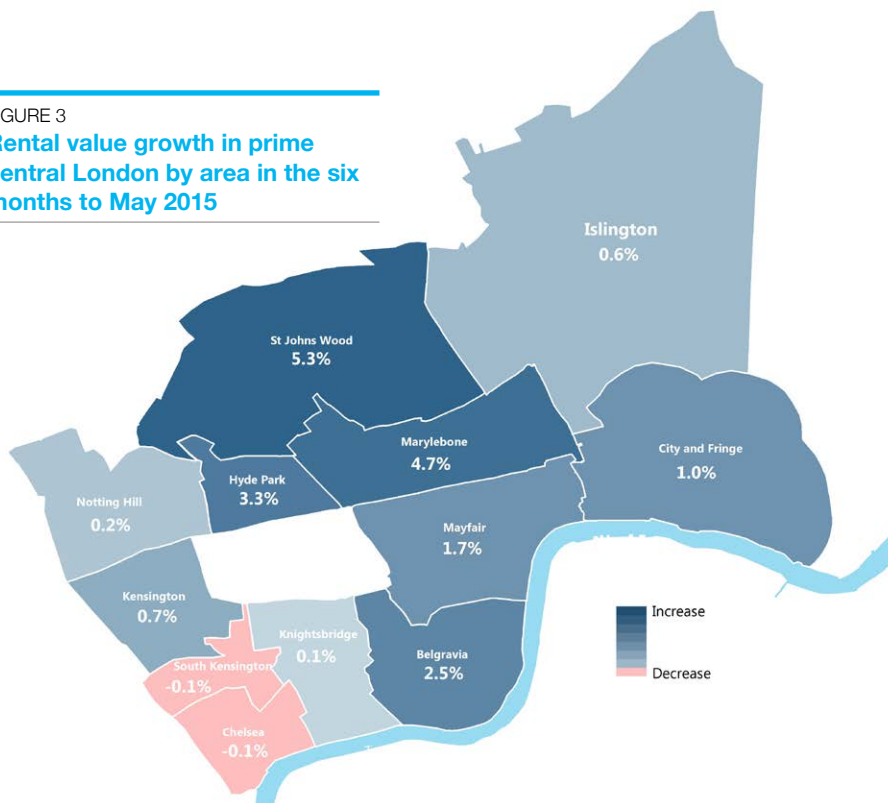 GURE 3
Rental value growth in prime
central London by area in the six
months to May 2015
Islington
0.6%
St Johns Wood
5.3%
Marylebone
4.7%
City and Fringe
1.0%
Hyde Park
3.3%
Notting Hill
0.2%
Mayfair
1.7%
Kensington
0.7%
Knightsbridge
0.1%
Belgravia
2.5%
South Kensington
-0.1%
Chelsea
-0.1%
Increase
Decrease